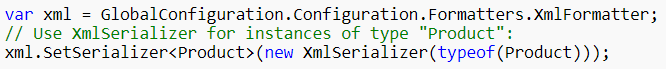 var xml = GlobalConfiguration.Configuration.Formatters.XmlFormatter;
// Use XmlSerializer for instances of type "Product":
xml.SetSerializer<Product>(new XmlSerializer(typeof(Product)));